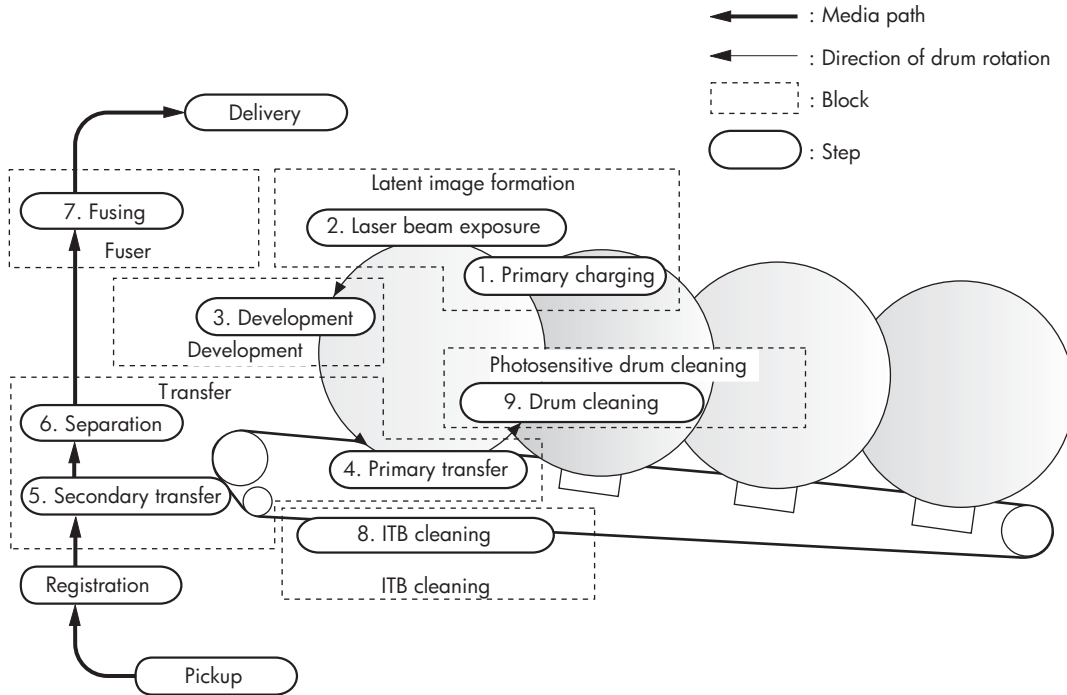 : Media path
: Direction of drum rotation
: Block
: Step
Delivery
Latent image formation
7. Fusing
2. Laser beam exposure
Fuser
1. Primary charging
3. Development
Development
Photosensitive drum cleaning
Transfer
9. Drum cleaning
6. Separation
4. Primary transfer
5. Secondary transfer
8. ITB cleaning
Registration
ITB cleaning
Pickup